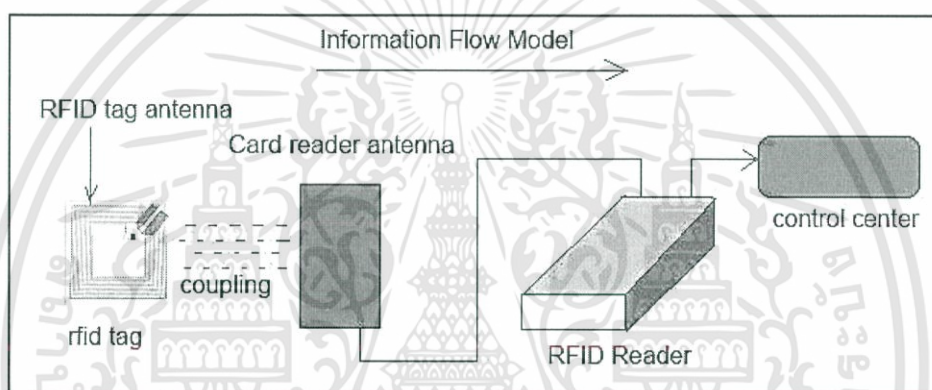 Information Flow Model
RFID tag antenna
Card reader antenna
control center
coupling
rfid tag
RFID Reader